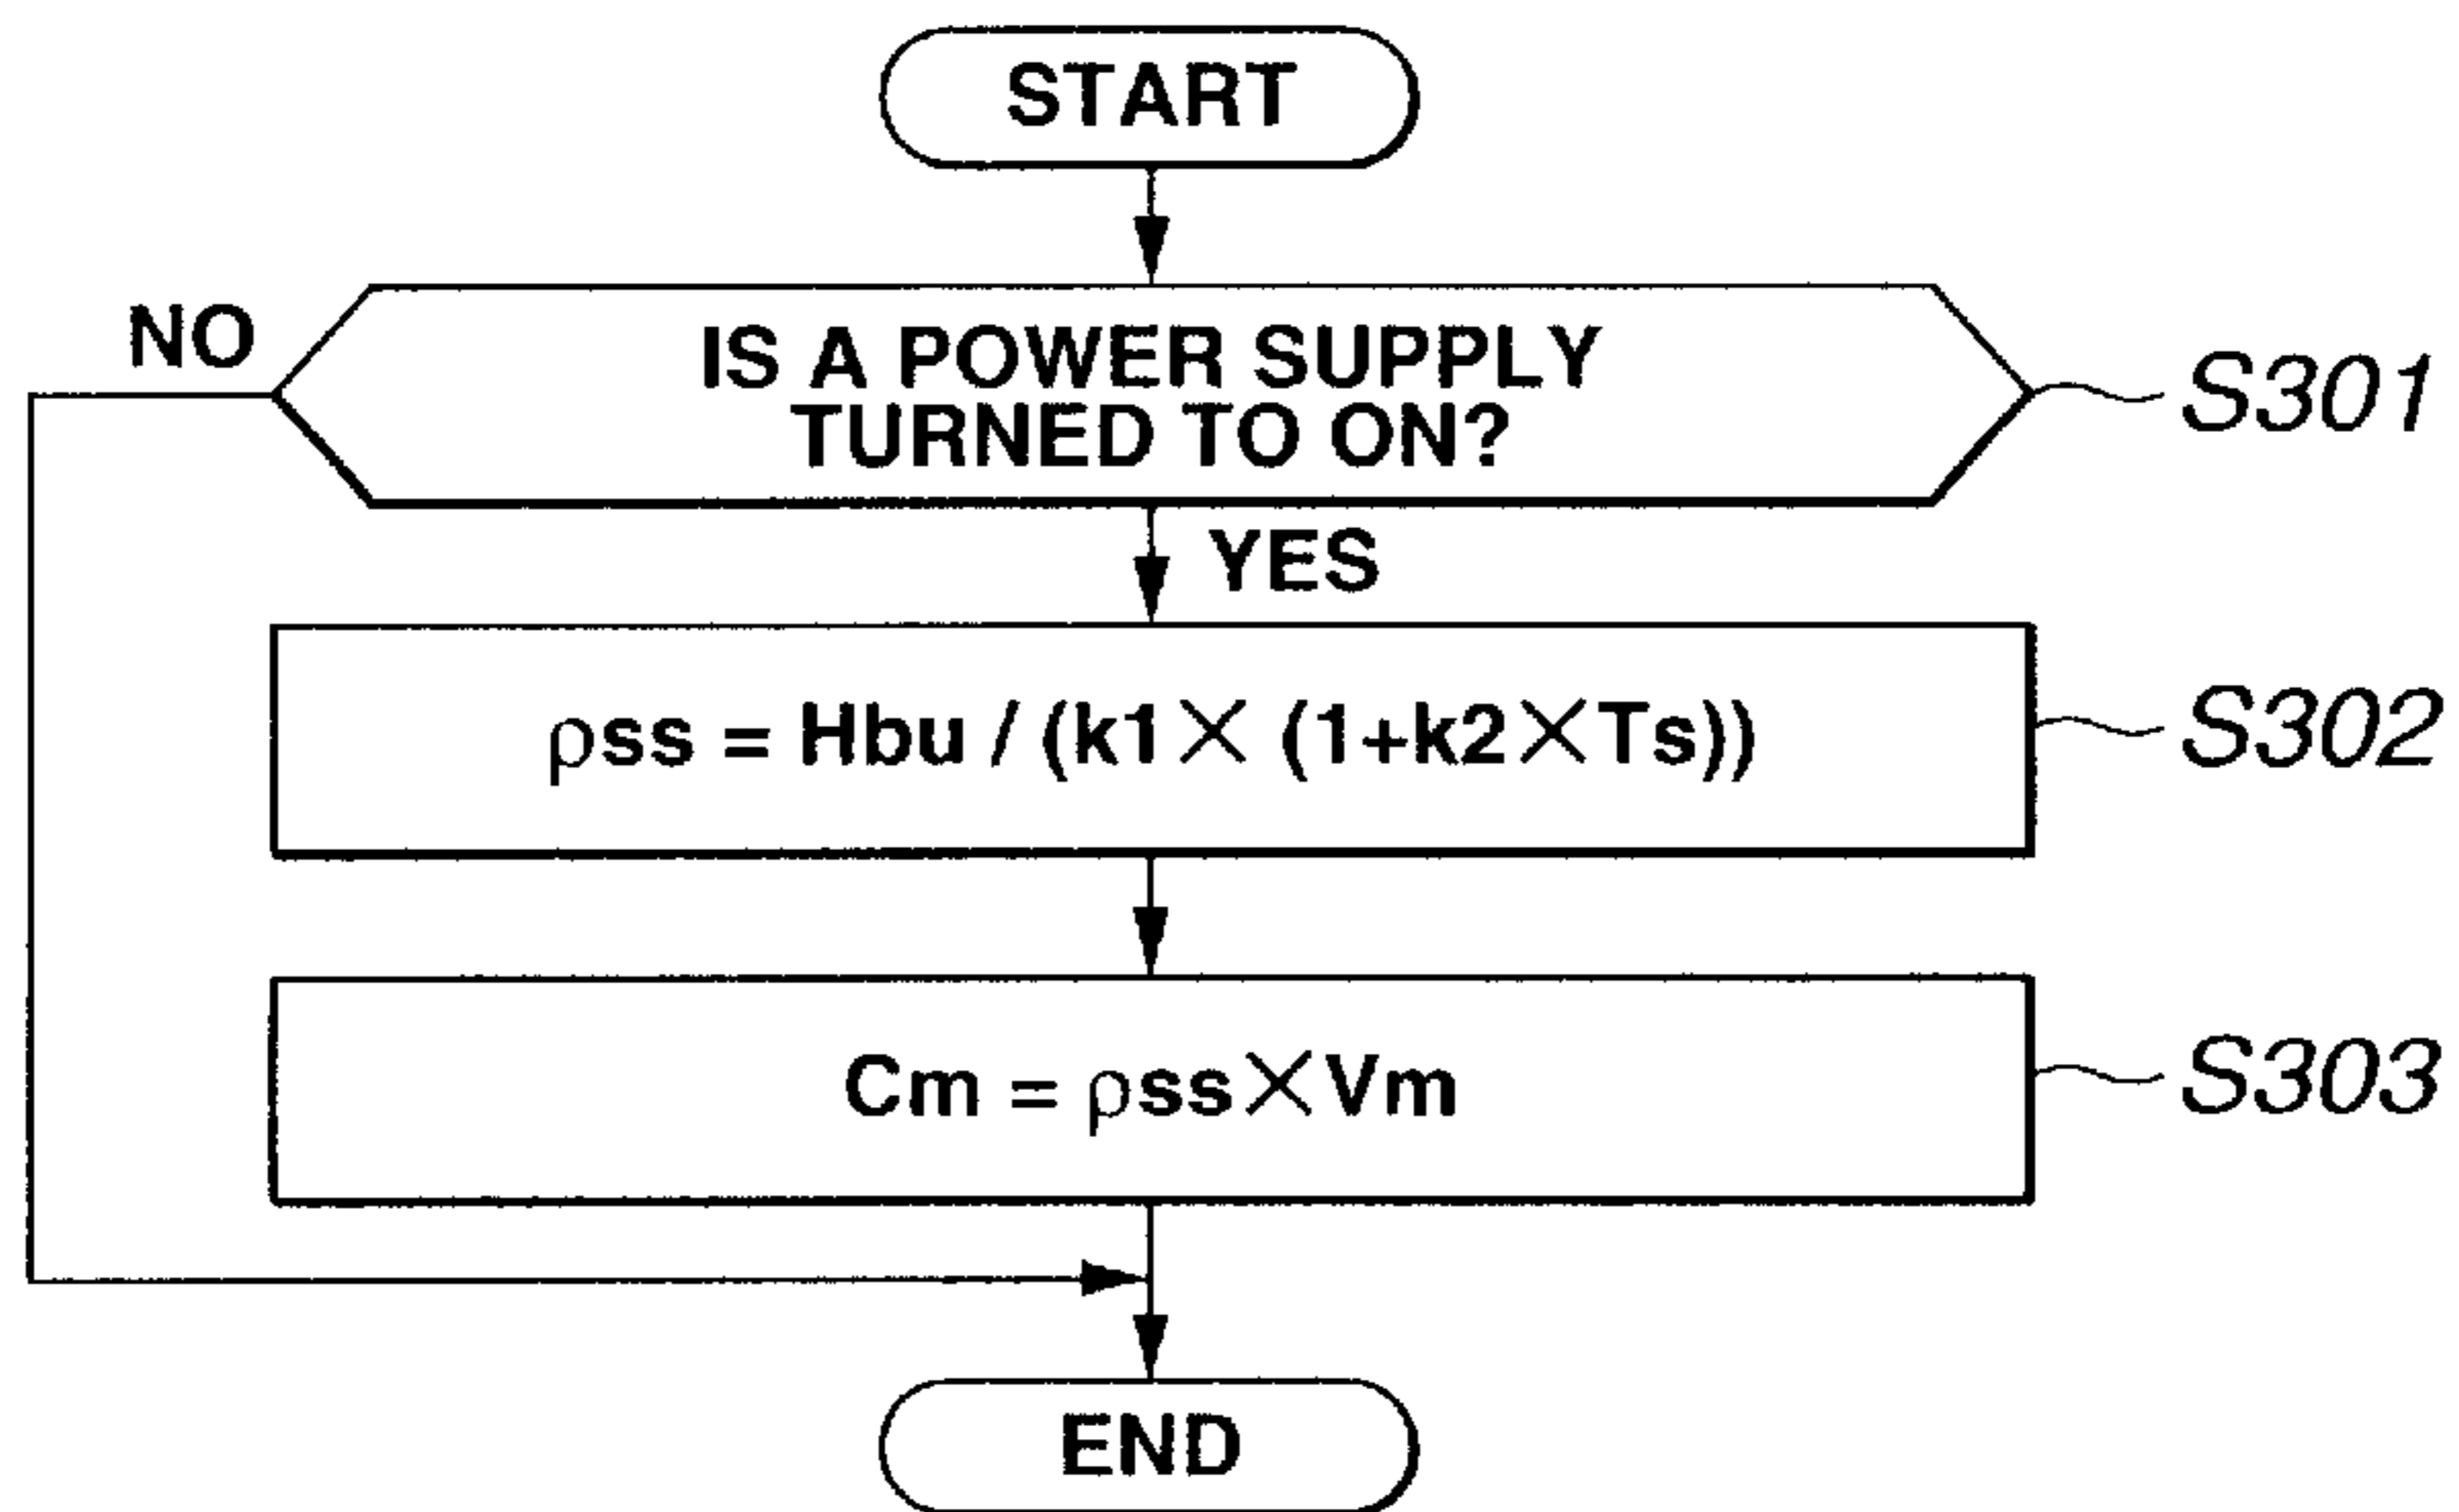 START
NO
IS A POWER SUPPLY
TURNED TO ON?
S301
YES
ρss = Hbu / (k1× (1+k2×Ts))
S302
Cm = ρss×Vm
S303
END